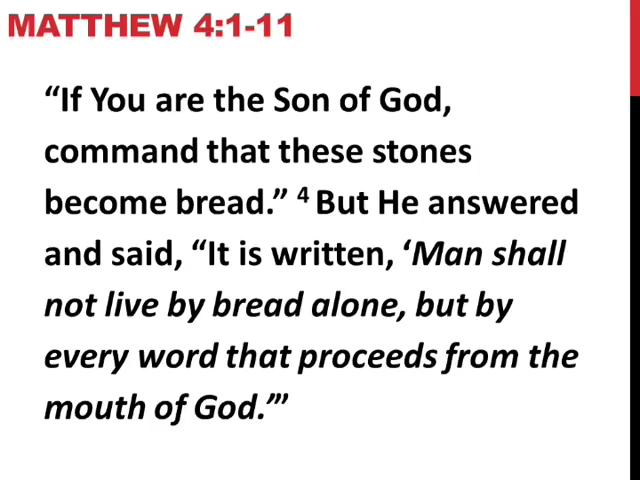 MATTHEW 4:1-11
“If You are the Son of God,
command that these stones
become bread.” 4 But He answered
and said, “It is written, ‘Man shall
not live by bread alone, but by
every word that proceeds from the
mouth of God.’”